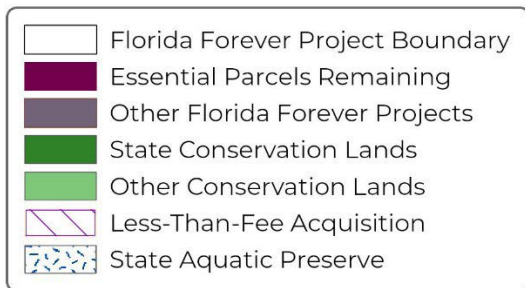 Florida Forever Project Boundary
Essential Parcels Remaining
Other Florida Forever Projects
State Conservation Lands
Other Conservation Lands
Less-Than-Fee Acquisition
State Aquatic Preserve